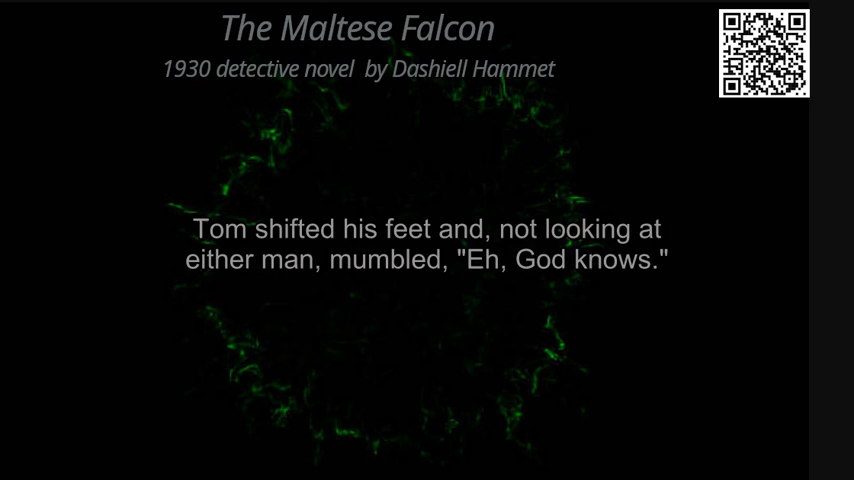 The Maltese Falcon
1930 detective novel by Dashiell Hammet
Tom shifted his feet and, not looking at
either man, mumbled, "Eh, God knows."